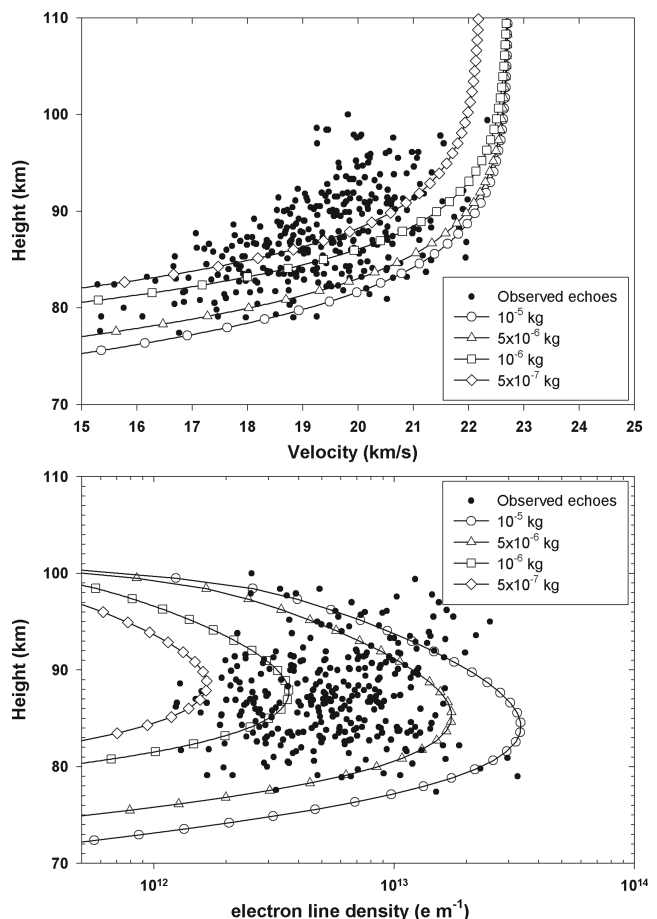 110
100
90
80
70
Height (km)
Observed echoes
10⁻⁵ kg
5x10⁻⁶ kg
10⁻⁶ kg
5x10⁻⁷ kg
15 16 17 18 19 20 21 22 23 24 25
Velocity (km/s)
110
100
90
80
70
Height (km)
Observed echoes
10⁻⁵ kg
5x10⁻⁶ kg
10⁻⁶ kg
5x10⁻⁷ kg
10¹² 10¹³ 10¹⁴
electron line density (e m⁻¹)